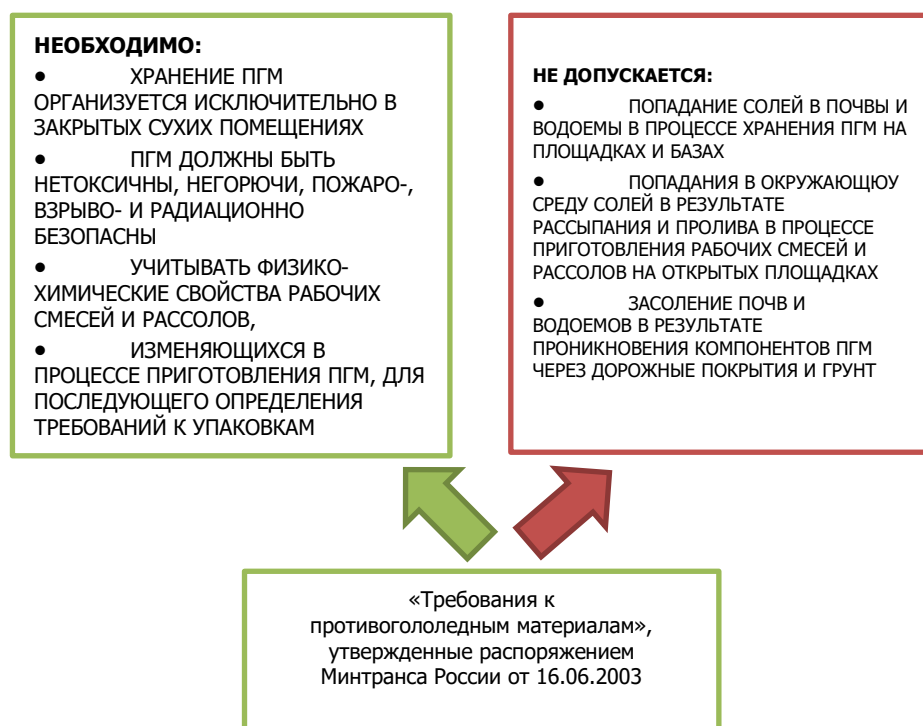 НЕОБХОДИМО:
• ХРАНЕНИЕ ПГМ
ОРГАНИЗУЕТСЯ ИСКЛЮЧИТЕЛЬНО В
ЗАКРЫТЫХ СУХИХ ПОМЕЩЕНИЯХ
• ПГМ ДОЛЖНЫ БЫТЬ
НЕТОКСИЧНЫ, НЕГОРЮЧИ, ПОЖАРО-,
ВЗРЫВО- И РАДИАЦИОННО
БЕЗОПАСНЫ
• УЧИТЫВАТЬ ФИЗИКО-
ХИМИЧЕСКИЕ СВОЙСТВА РАБОЧИХ
СМЕСЕЙ И РАССОЛОВ,
• ИЗМЕНЯЮЩИХСЯ В
ПРОЦЕССЕ ПРИГОТОВЛЕНИЯ ПГМ, ДЛЯ
ПОСЛЕДУЮЩЕГО ОПРЕДЕЛЕНИЯ
ТРЕБОВАНИЙ К УПАКОВКАМ
НЕ ДОПУСКАЕТСЯ:
• ПОПАДАНИЕ СОЛЕЙ В ПОЧВЫ И
ВОДОЕМЫ В ПРОЦЕССЕ ХРАНЕНИЯ ПГМ НА
ПЛОЩАДКАХ И БАЗАХ
• ПОПАДАНИЯ В ОКРУЖАЮЩЮУ
СРЕДУ СОЛЕЙ В РЕЗУЛЬТАТЕ
РАССЫПАНИЯ И ПРОЛИВА В ПРОЦЕССЕ
ПРИГОТОВЛЕНИЯ РАБОЧИХ СМЕСЕЙ И
РАССОЛОВ НА ОТКРЫТЫХ ПЛОЩАДКАХ
• ЗАСОЛЕНИЕ ПОЧВ И
ВОДОЕМОВ В РЕЗУЛЬТАТЕ
ПРОНИКНОВЕНИЯ КОМПОНЕНТОВ ПГМ
ЧЕРЕЗ ДОРОЖНЫЕ ПОКРЫТИЯ И ГРУНТ
«Требования к
противогололедным материалам»,
утвержденные распоряжением
Минтранса России от 16.06.2003